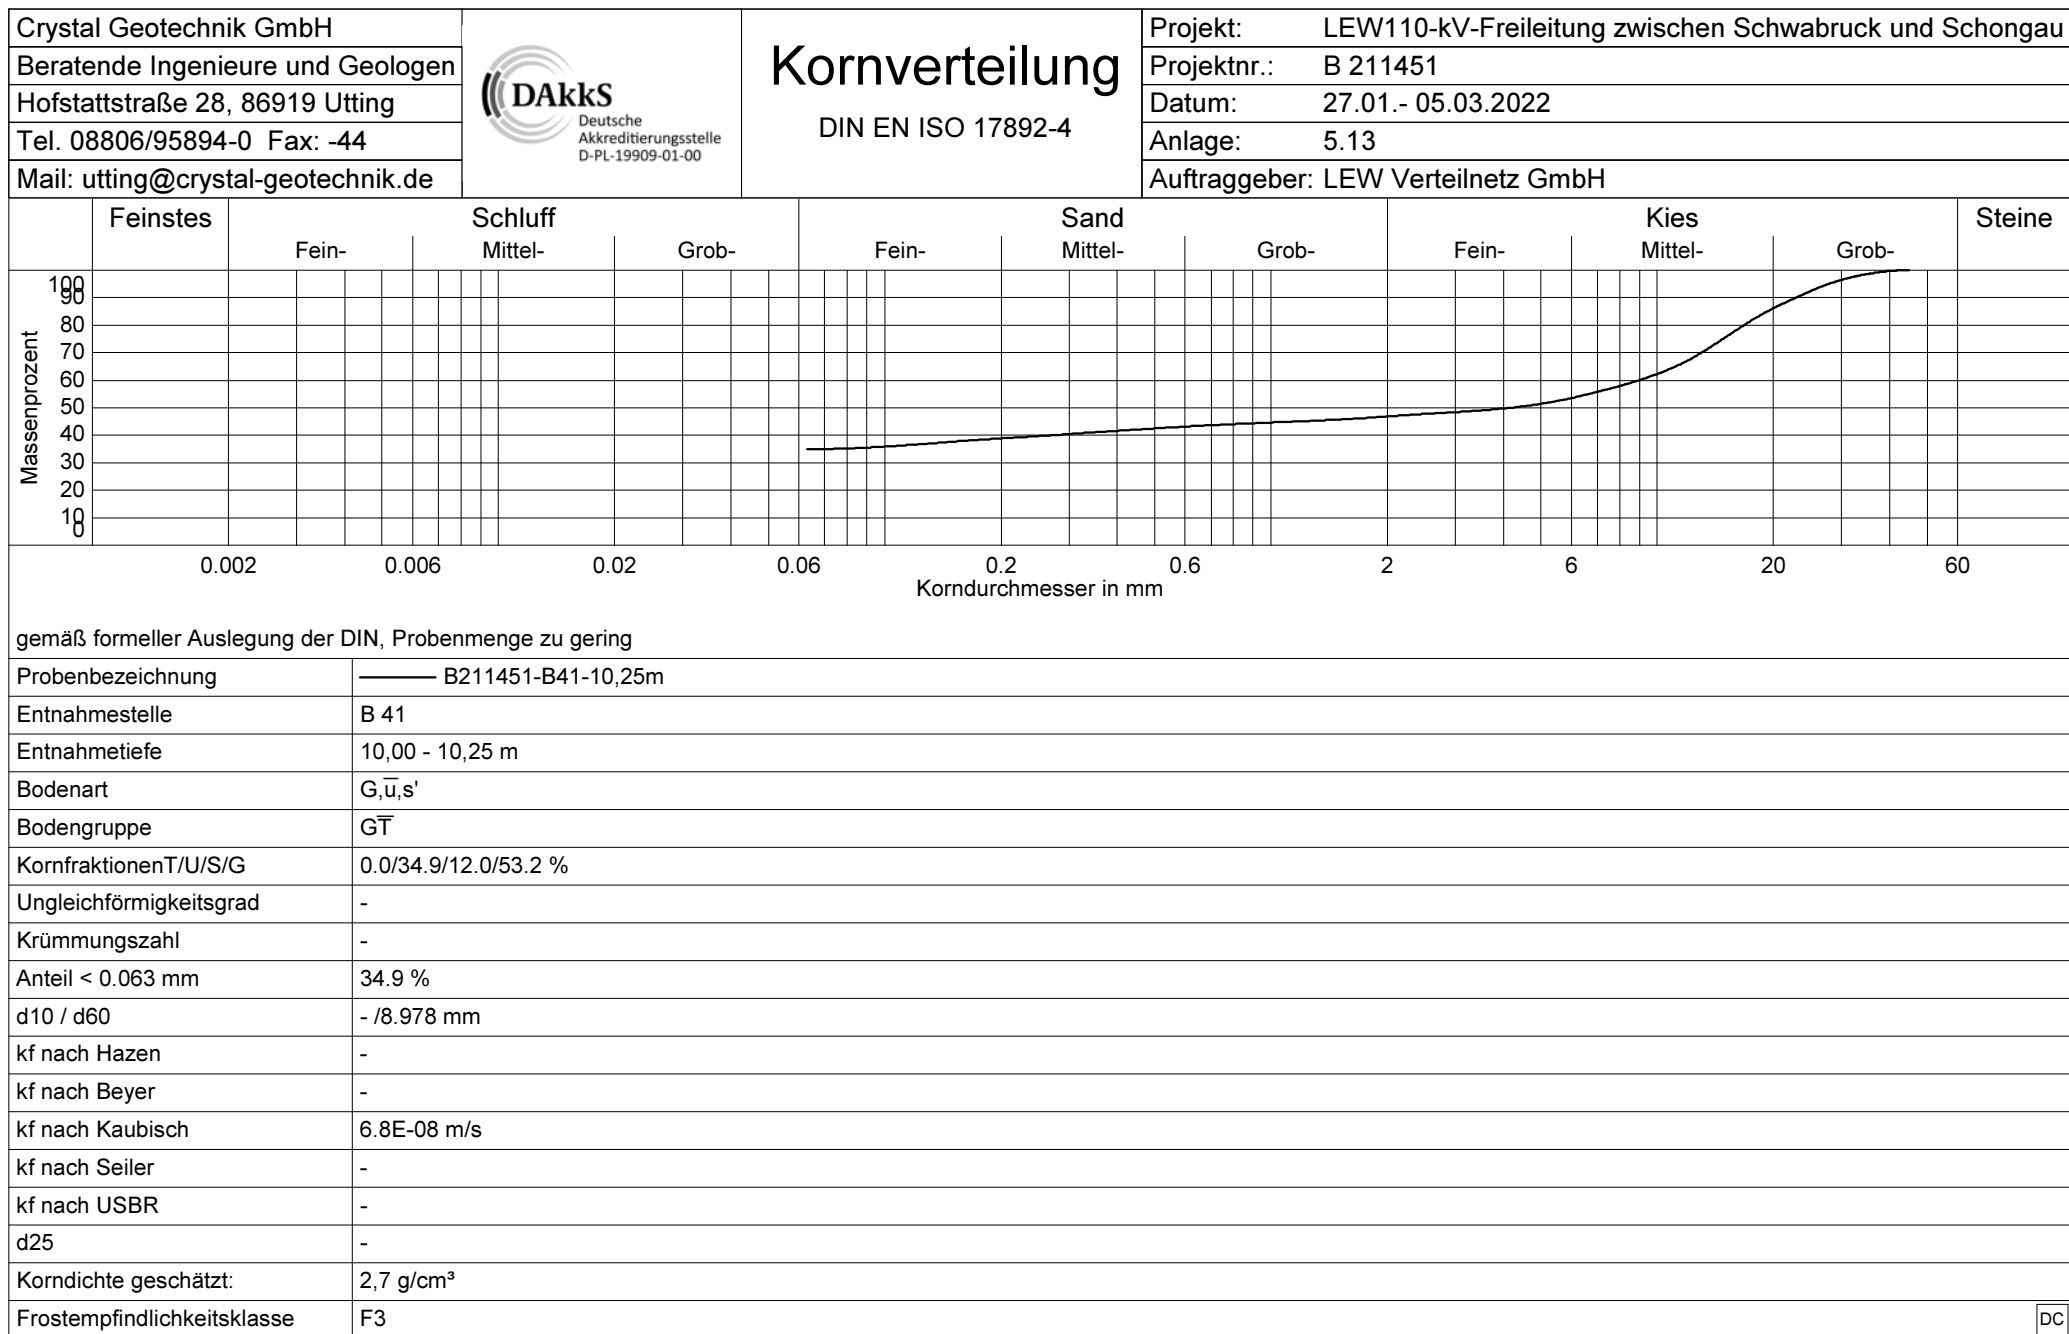 Crystal Geotechnik GmbH
Beratende Ingenieure und Geologen
Hofstattstraße 28, 86919 Utting
Tel. 08806/95894-0 Fax: -44
Mail: utting@crystal-geotechnik.de
DAkkS
Deutsche
Akkreditierungsstelle
D-PL-19909-01-00
Kornverteilung
DIN EN ISO 17892-4
Projekt: LEW110-kV-Freileitung zwischen Schwabruck und Schongau
Projektnr.: B 211451
Datum: 27.01.- 05.03.2022
Anlage: 5.13
Auftraggeber: LEW Verteilnetz GmbH
Feinstes Schluff Sand Kies Steine
Fein- Mittel- Grob- Fein- Mittel- Grob- Fein- Mittel- Grob-
Massenprozent
100
90
80
70
60
50
40
30
20
10
0
0.002 0.006 0.02 0.06 0.2 0.6 2 6 20 60
Korndurchmesser in mm
gemäß formeller Auslegung der DIN, Probenmenge zu gering
Probenbezeichnung B211451-B41-10,25m
Entnahmestelle B 41
Entnahmetiefe 10,00 - 10,25 m
Bodenart G,u̅,s'
Bodengruppe GT̅
KornfraktionenT/U/S/G 0.0/34.9/12.0/53.2 %
Ungleichförmigkeitsgrad -
Krümmungszahl -
Anteil < 0.063 mm 34.9 %
d10 / d60 - /8.978 mm
kf nach Hazen -
kf nach Beyer -
kf nach Kaubisch 6.8E-08 m/s
kf nach Seiler -
kf nach USBR -
d25 -
Korndichte geschätzt: 2,7 g/cm³
Frostempfindlichkeitsklasse F3
DC